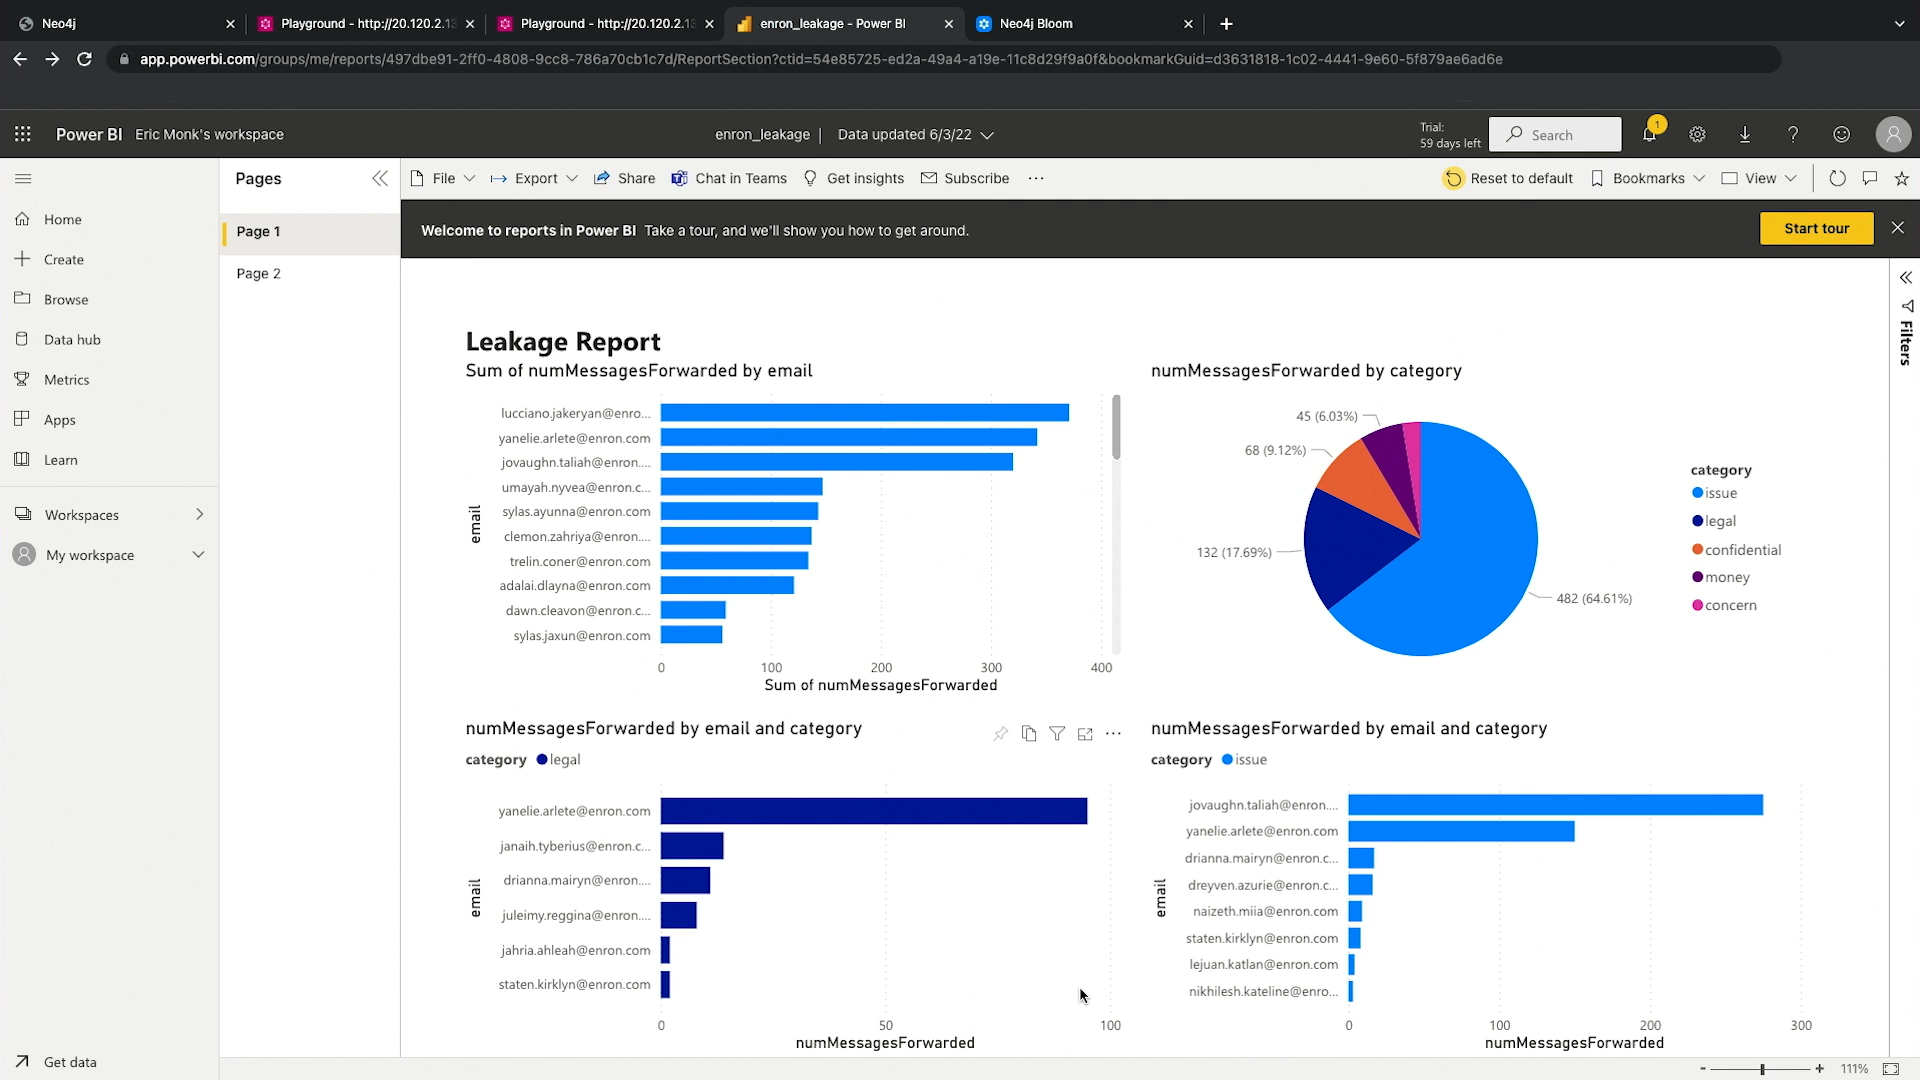 Neo4j
Playground - http://20.120.2.13
Playground - http://20.120.2.13
enron_leakage - Power BI
Neo4j Bloom
app.powerbi.com/groups/me/reports/497dbe91-2ff0-4808-9cc8-786a70cb1c7d/ReportSection?ctid=54e85725-ed2a-49a4-a19e-11c8d29f9a0f&bookmarkGuid=d3631818-1c02-4441-9e60-5f879ae6ad6e
Power BI Eric Monk's workspace
enron_leakage | Data updated 6/3/22
Trial:
59 days left
Search
1
?
Pages
File
Export
Share
Chat in Teams
Get insights
Subscribe
...
Reset to default
Bookmarks
View
Home
Create
Browse
Data hub
Metrics
Apps
Learn
Workspaces
My workspace
Get data
Page 1
Page 2
Welcome to reports in Power BI Take a tour, and we'll show you how to get around.
Start tour
Filters
Leakage Report
Sum of numMessagesForwarded by email
email
lucciano.jakeryan@enro...
yanelie.arlete@enron.com
jovaughn.taliah@enron....
umayah.nyvea@enron.c...
sylas.ayunna@enron.com
clemon.zahriya@enron....
trelin.coner@enron.com
adalai.dlayna@enron.com
dawn.cleavon@enron.c...
sylas.jaxun@enron.com
0 100 200 300 400
Sum of numMessagesForwarded
numMessagesForwarded by category
45 (6.03%)
68 (9.12%)
132 (17.69%)
482 (64.61%)
category
issue
legal
confidential
money
concern
numMessagesForwarded by email and category
...
category legal
email
yanelie.arlete@enron.com
janaih.tyberius@enron.c...
drianna.mairyn@enron....
juleimy.reggina@enron....
jahria.ahleah@enron.com
staten.kirklyn@enron.com
0 50 100
numMessagesForwarded
numMessagesForwarded by email and category
category issue
email
jovaughn.taliah@enron....
yanelie.arlete@enron.com
drianna.mairyn@enron.c...
dreyven.azurie@enron.c...
naizeth.miia@enron.com
staten.kirklyn@enron.com
lejuan.katlan@enron.com
nikhilesh.kateline@enro...
0 100 200 300
numMessagesForwarded
- + 111%